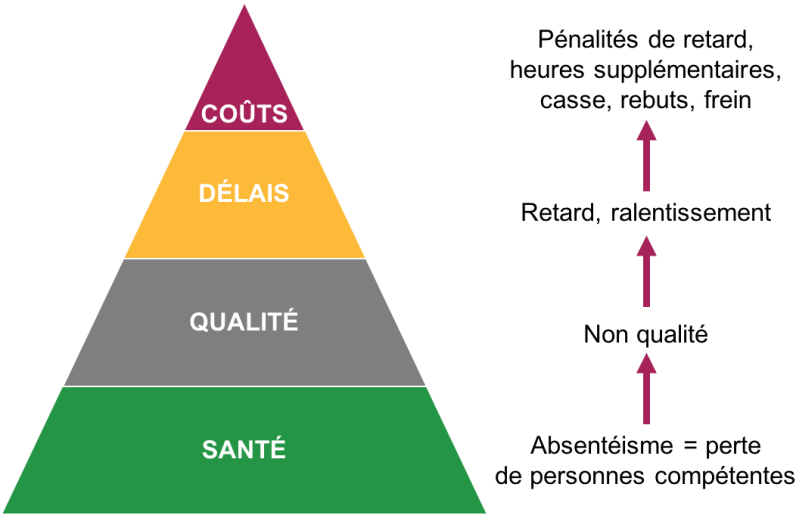 COÛTS
Pénalités de retard,
heures supplémentaires,
casse, rebuts, frein
DÉLAIS
Retard, ralentissement
QUALITÉ
Non qualité
SANTÉ
Absentéisme = perte
de personnes compétentes